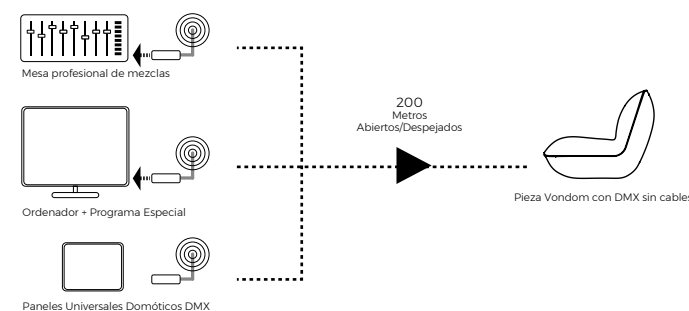 Mesa profesional de mezclas
200
Metros
Abiertos/Despejados
Pieza Vondom con DMX sin cables
Ordenador + Programa Especial
Paneles Universales Domóticos DMX